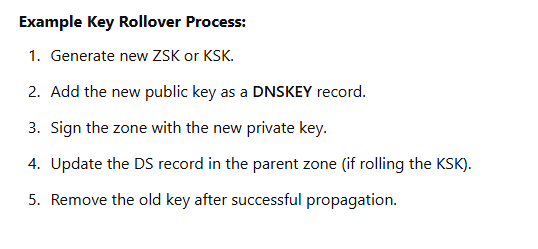 Example Key Rollover Process:
1. Generate new ZSK or KSK.
2. Add the new public key as a DNSKEY record.
3. Sign the zone with the new private key.
4. Update the DS record in the parent zone (if rolling the KSK).
5. Remove the old key after successful propagation.